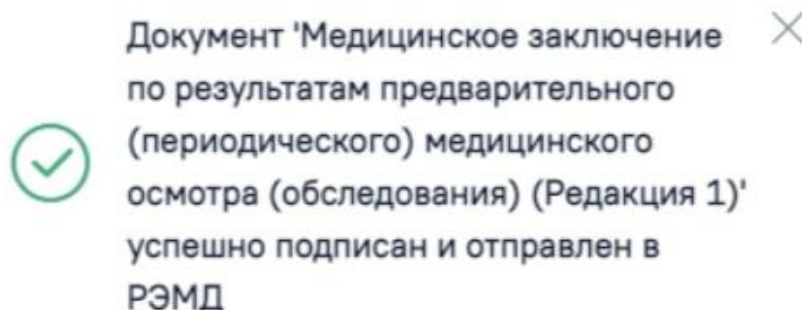 Документ 'Медицинское заключение
по результатам предварительного
(периодического) медицинского
осмотра (обследования) (Редакция 1)'
успешно подписан и отправлен в
РЭМД